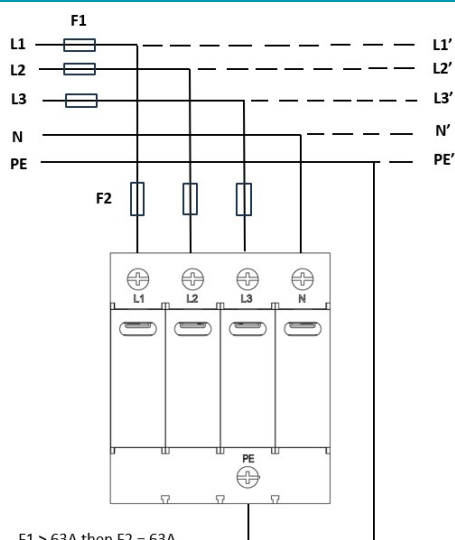 F1
L1 L1’
L2 L2’
L3 L3’
N N’
PE PE’
F2
L1 L2 L3 N
PE
F1 > 63A then F2 = 63A